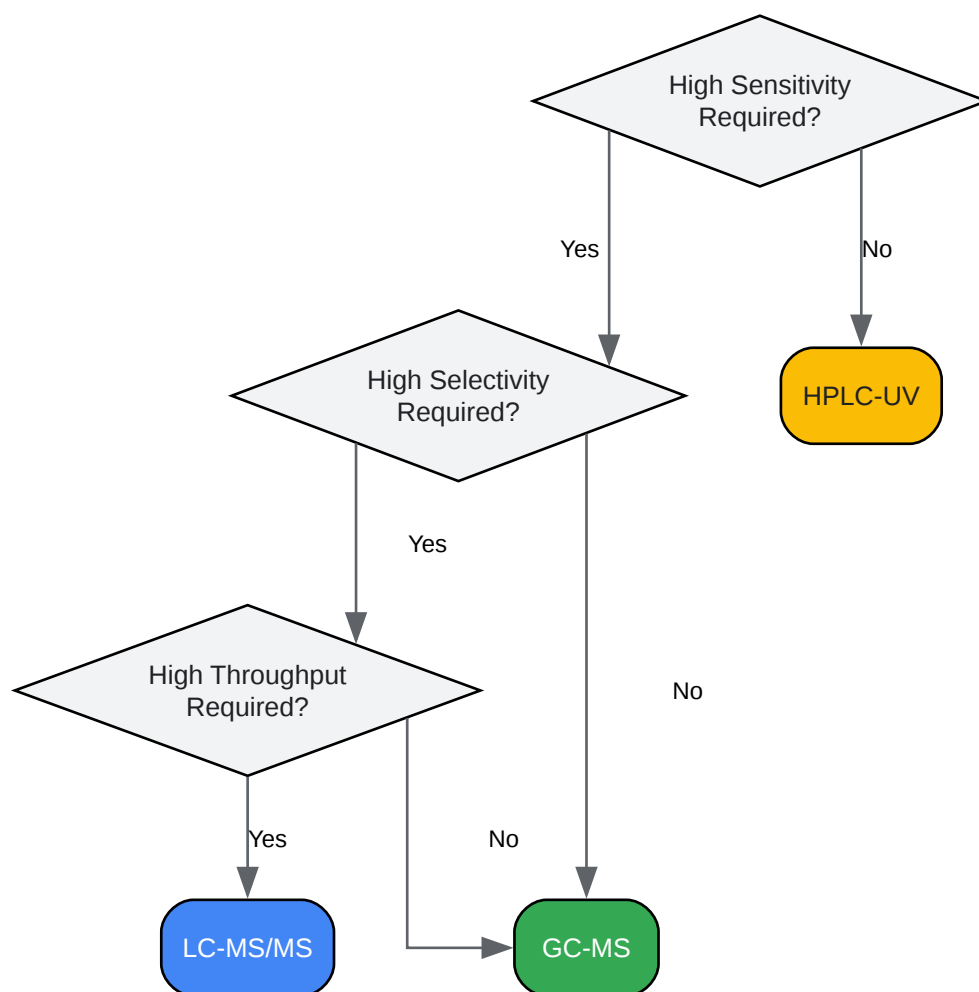 High Sensitivity
Required?
Yes
No
High Selectivity
Required?
HPLC-UV
Yes
High Throughput
Required?
No
Yes
No
LC-MS/MS
GC-MS